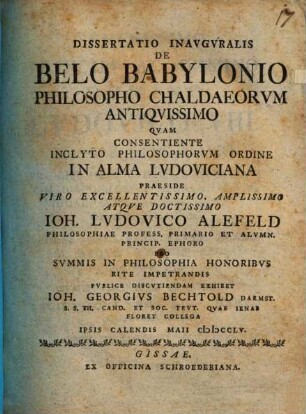 17
DISSERTATIO INAVGVRALIS
DE
BELO BABYLONIO
PHILOSOPHO CHALDAEORVM
ANTIQVISSIMO
QVAM
CONSENTIENTE
INCLYTO PHILOSOPHORVM ORDINE
IN ALMA LVDOVICIANA
PRAESIDE
VIRO EXCELLENTISSIMO, AMPLISSIMO
ATQVE DOCTISSIMO
IOH. LVDOVICO ALEFELD
PHILOSOPHIAE PROFESS. PRIMARIO ET ALVMN.
PRINCIP. EPHORO
PRO
SVMMIS IN PHILOSOPHIA HONORIBVS
RITE IMPETRANDIS
PVBLICE DISCVTIENDAM EXHIBET
IOH. GEORGIVS BECHTOLD DARMST.
S. S. TH. CAND. ET SOC. TEVT. QVAE IENAE
FLORET COLLEGA
IPSIS CALENDIS MAII CIↃIↃCCLV.
GISSAE,
EX OFFICINA SCHROEDERIANA.